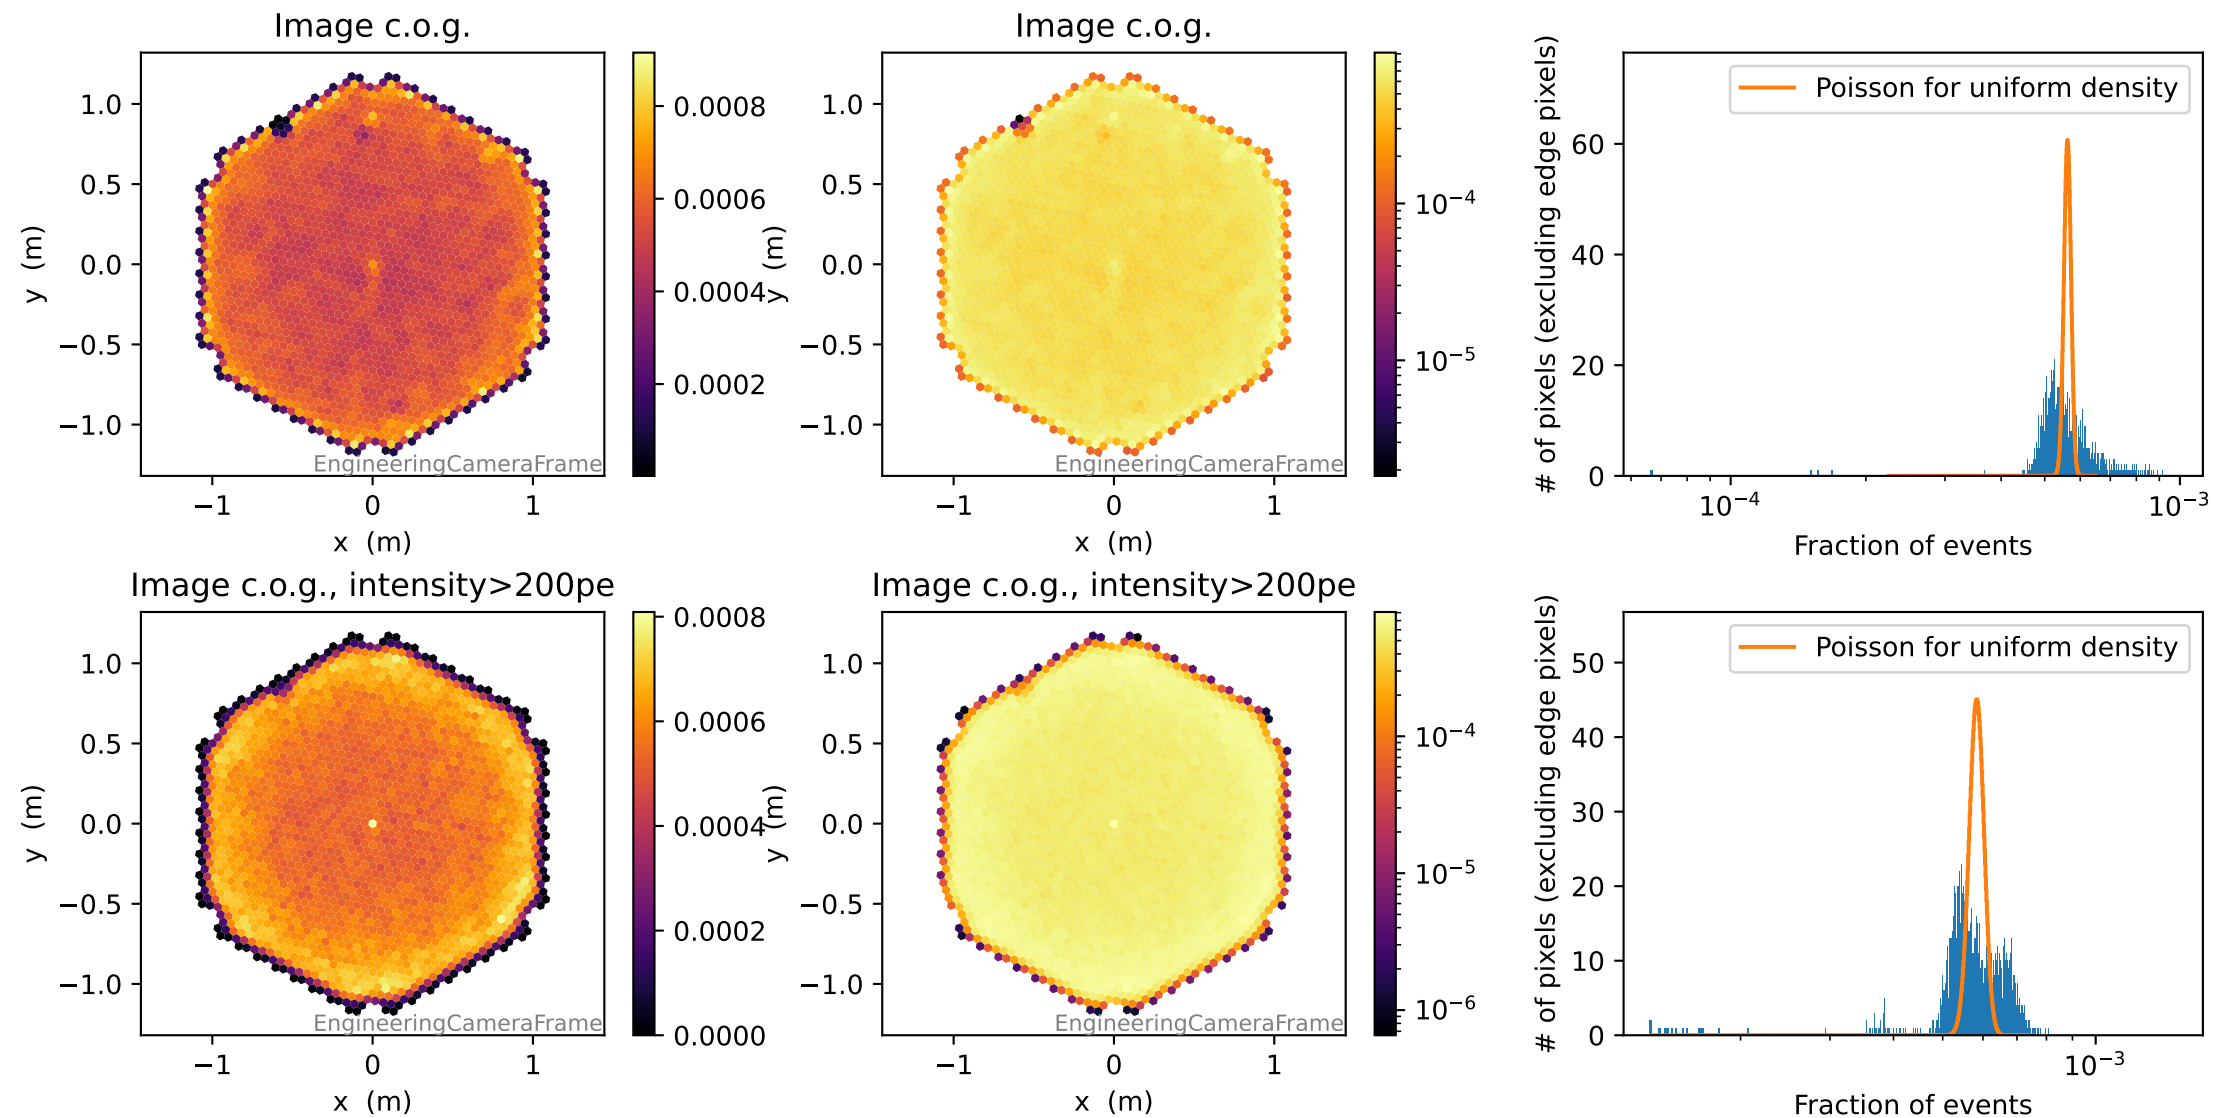 Image c.o.g.
1.0
0.5
0.0
−0.5
−1.0
y (m)
−1
0
1
x (m)
EngineeringCameraFrame
0.0008
0.0006
0.0004
0.0002
Image c.o.g.
1.0
0.5
0.0
−0.5
−1.0
y (m)
−1
0
1
x (m)
EngineeringCameraFrame
10⁻⁴
10⁻⁵
Poisson for uniform density
# of pixels (excluding edge pixels)
60
40
20
0
10⁻⁴
10⁻³
Fraction of events
Image c.o.g., intensity>200pe
1.0
0.5
0.0
−0.5
−1.0
y (m)
−1
0
1
x (m)
EngineeringCameraFrame
0.0008
0.0006
0.0004
0.0002
0.0000
Image c.o.g., intensity>200pe
1.0
0.5
0.0
−0.5
−1.0
y (m)
−1
0
1
x (m)
EngineeringCameraFrame
10⁻⁴
10⁻⁵
10⁻⁶
Poisson for uniform density
# of pixels (excluding edge pixels)
50
40
30
20
10
0
10⁻³
Fraction of events